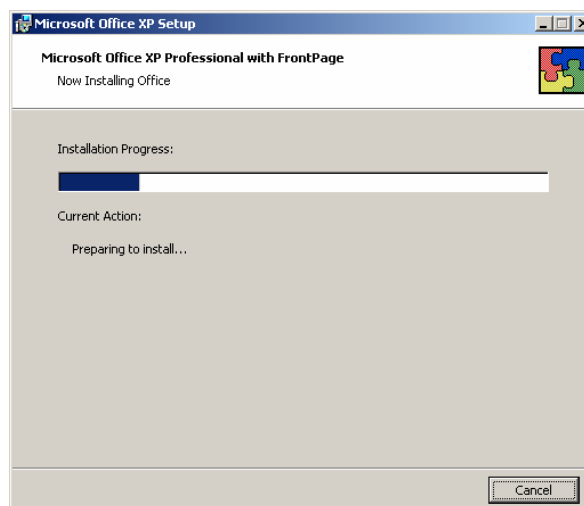 Microsoft Office XP Setup
Microsoft Office XP Professional with FrontPage
Now Installing Office
Installation Progress:
Current Action:
Preparing to install...
Cancel